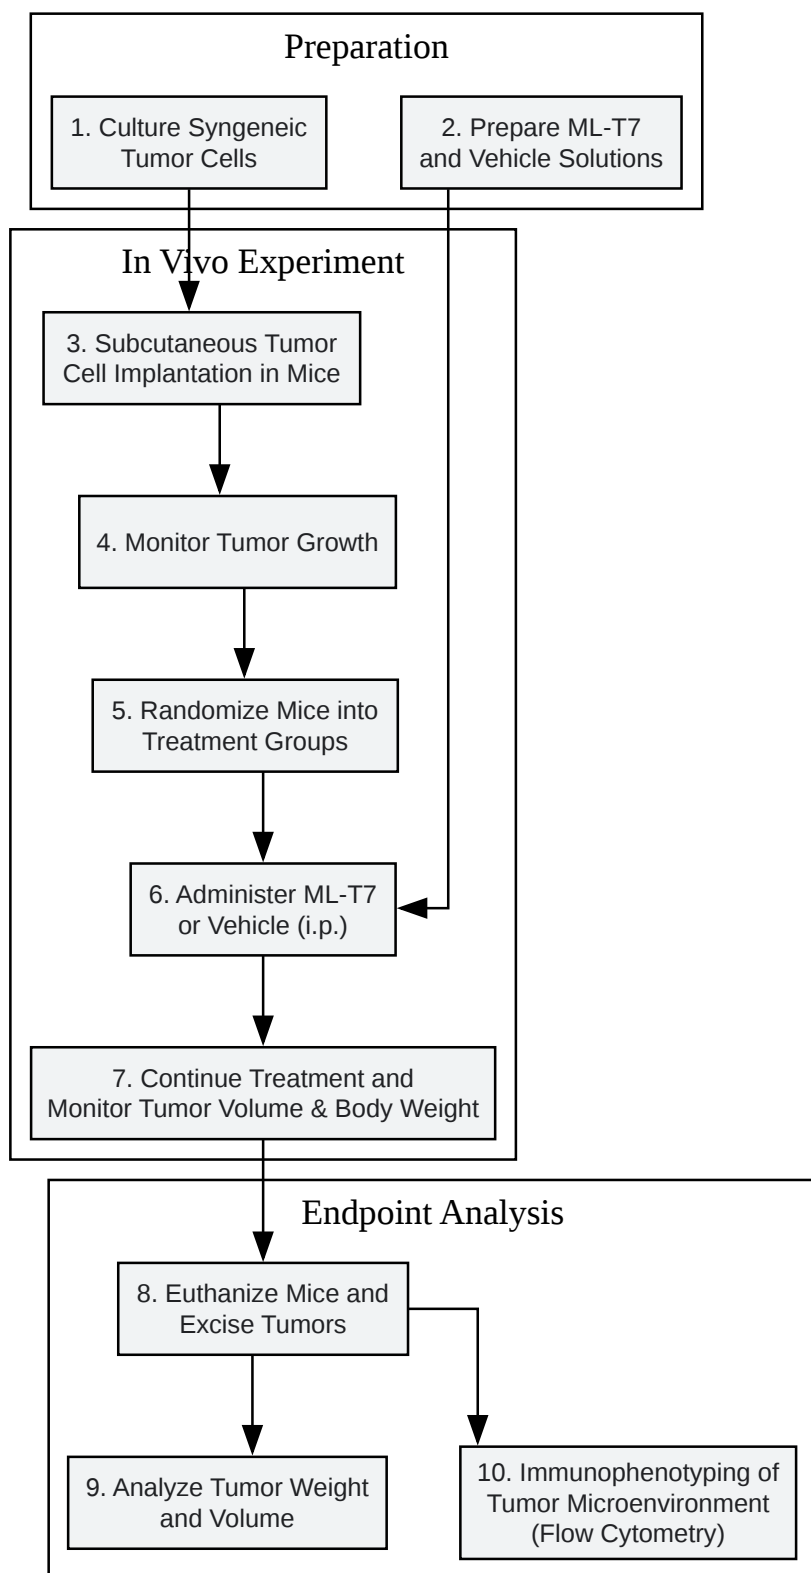 Preparation
1. Culture Syngeneic
Tumor Cells
2. Prepare ML-T7
and Vehicle Solutions
In Vivo Experiment
3. Subcutaneous Tumor
Cell Implantation in Mice
4. Monitor Tumor Growth
5. Randomize Mice into
Treatment Groups
6. Administer ML-T7
or Vehicle (i.p.)
7. Continue Treatment and
Monitor Tumor Volume & Body Weight
Endpoint Analysis
8. Euthanize Mice and
Excise Tumors
9. Analyze Tumor Weight
and Volume
10. Immunophenotyping of
Tumor Microenvironment
(Flow Cytometry)